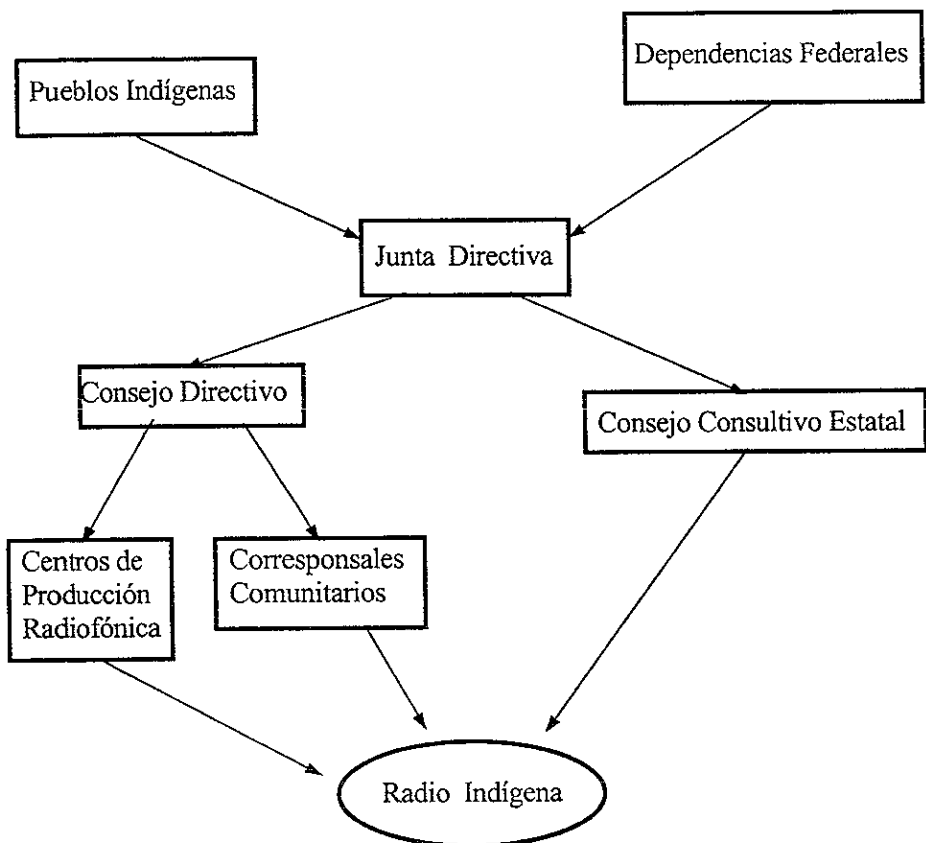 Pueblos Indígenas
Dependencias Federales
Junta Directiva
Consejo Directivo
Consejo Consultivo Estatal
Centros de
Producción
Radiofónica
Corresponsales
Comunitarios
Radio Indígena